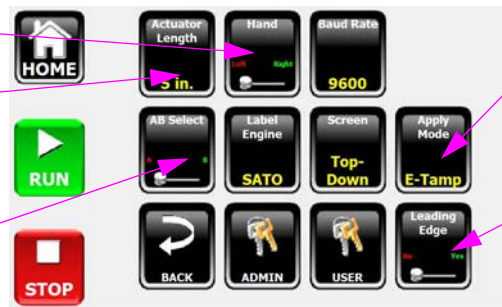 HOME
Actuator
Length
5 in.
Hand
Left Right
Baud Rate
9600
RUN
AB Select
A B
Label
Engine
SATO
Screen
Top-
Down
Apply
Mode
E-Tamp
STOP
BACK
ADMIN
USER
Leading
Edge
No Yes